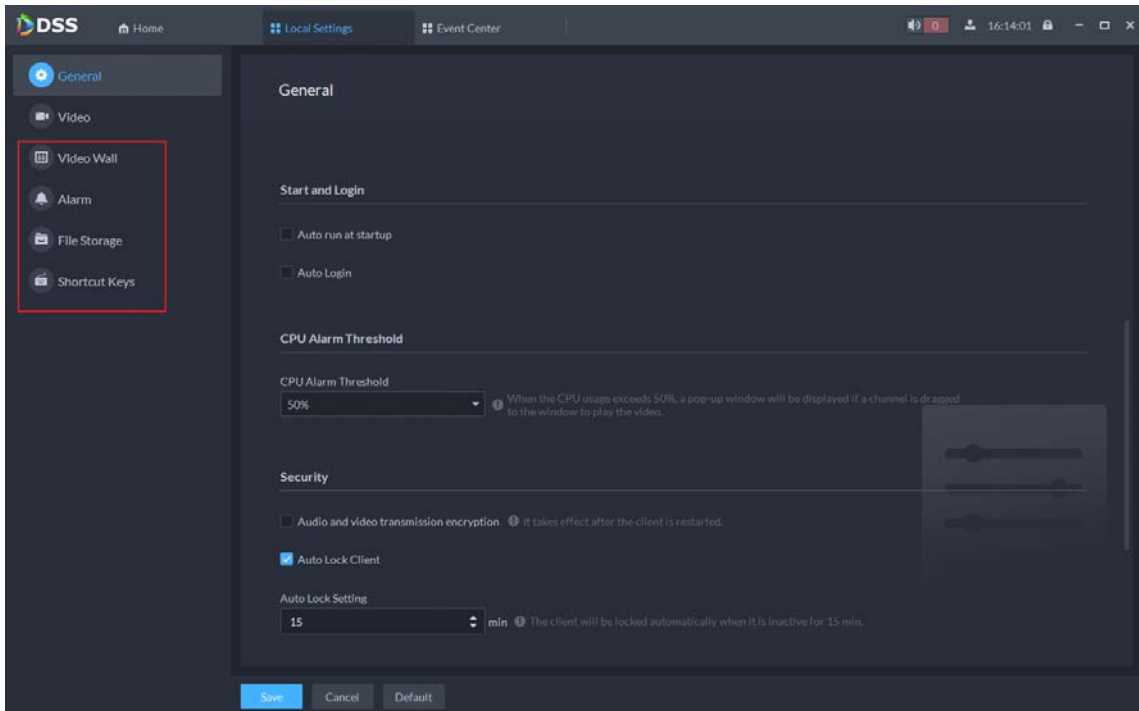 DSS
Home
Local Settings
Event Center
0
16:14:01
General
Video
Video Wall
Alarm
File Storage
Shortcut Keys
General
Start and Login
Auto run at startup
Auto Login
CPU Alarm Threshold
CPU Alarm Threshold
50%
When the CPU usage exceeds 50%, a pop-up window will be displayed if a channel is dragged
to the window to play the video.
Security
Audio and video transmission encryption
It takes effect after the client is restarted.
Auto Lock Client
Auto Lock Setting
15
min
The client will be locked automatically when it is inactive for 15 min.
Save
Cancel
Default